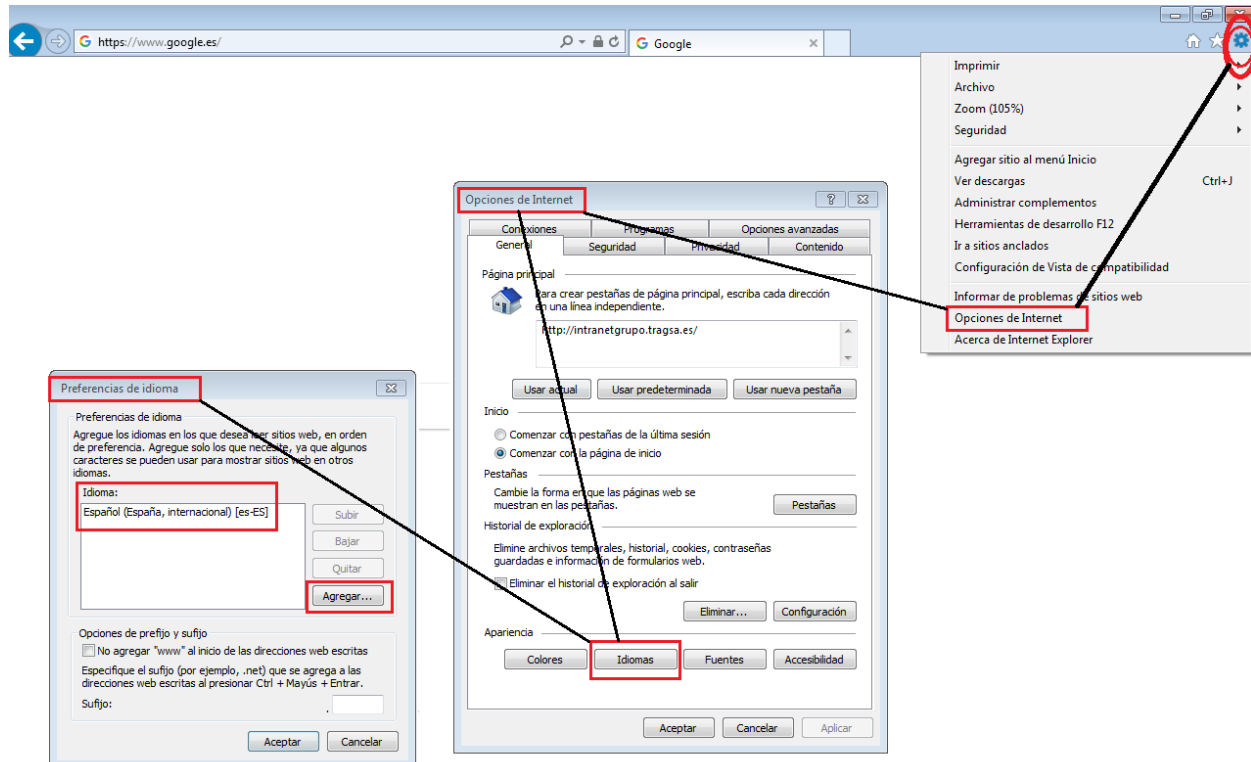 https://www.google.es/
Google
Imprimir
Archivo
Zoom (105%)
Seguridad
Agregar sitio al menú Inicio
Ver descargas Ctrl+J
Administrar complementos
Herramientas de desarrollo F12
Ir a sitios anclados
Configuración de Vista de compatibilidad
Informar de problemas de sitios web
Opciones de Internet
Acerca de Internet Explorer
Opciones de Internet
Conexiones Programas Opciones avanzadas
General Seguridad Privacidad Contenido
Página principal
Para crear pestañas de página principal, escriba cada dirección
en una línea independiente.
http://intranetgrupo.tragsa.es/
Usar actual Usar predeterminada Usar nueva pestaña
Inicio
Comenzar con pestañas de la última sesión
Comenzar con la página de inicio
Pestañas
Cambie la forma en que las páginas web se
muestran en las pestañas.
Pestañas
Historial de exploración
Elimine archivos temporales, historial, cookies, contraseñas
guardadas e información de formularios web.
Eliminar el historial de exploración al salir
Eliminar... Configuración
Apariencia
Colores Idiomas Fuentes Accesibilidad
Aceptar Cancelar Aplicar
Preferencias de idioma
Preferencias de idioma
Agregue los idiomas en los que desea leer sitios web, en orden
de preferencia. Agregue solo los que necesite, ya que algunos
caracteres se pueden usar para mostrar sitios web en otros
idiomas.
Idioma:
Español (España, internacional) [es-ES]
Subir
Bajar
Quitar
Agregar...
Opciones de prefijo y sufijo
No agregar "www" al inicio de las direcciones web escritas
Especifique el sufijo (por ejemplo, .net) que se agrega a las
direcciones web escritas al presionar Ctrl + Mayús + Entrar.
Sufijo: .
Aceptar Cancelar